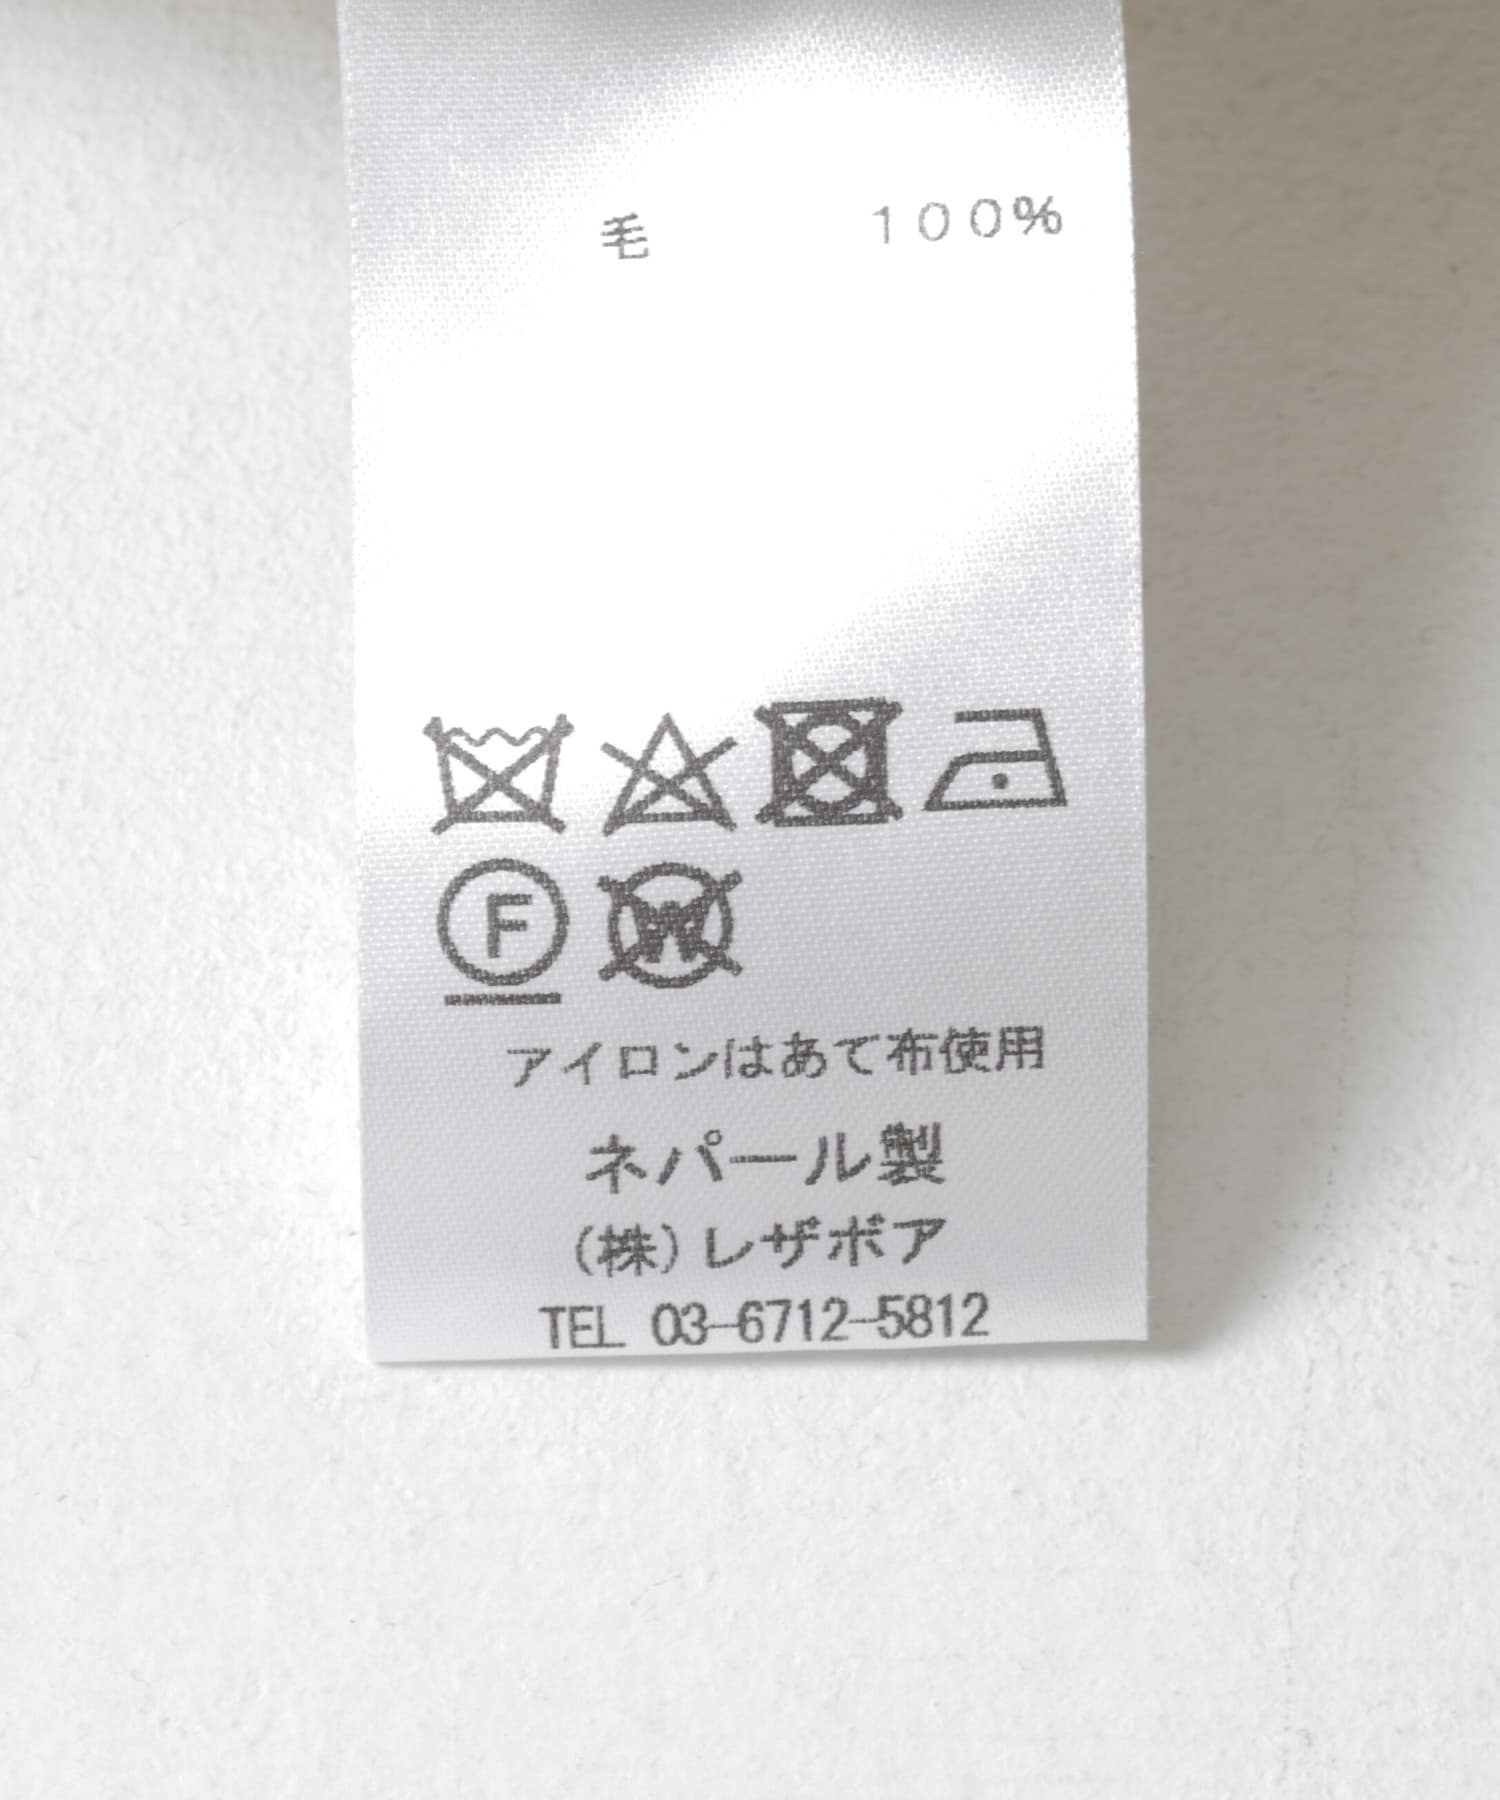 毛 100%
F W
アイロンはあて布使用
ネパール製
(株)レザボア
TEL 03-6712-5812